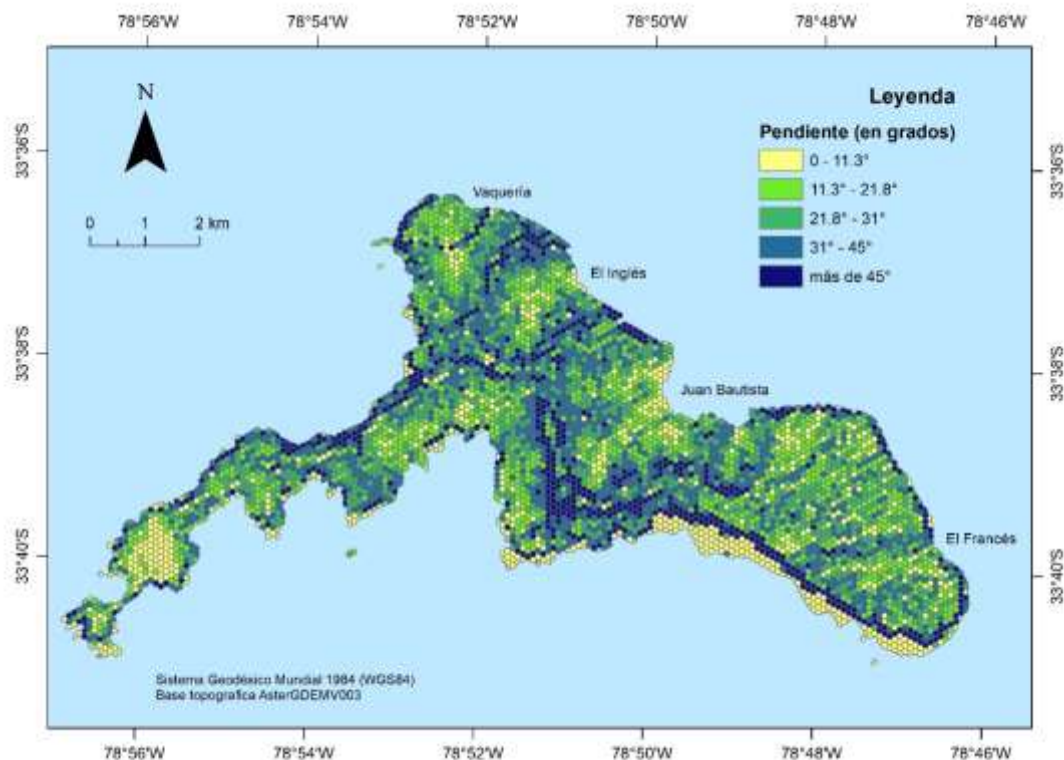 78°56'W 78°54'W 78°52'W 78°50'W 78°48'W 78°46'W
N
Leyenda
Pendiente (en grados)
0 - 11.3°
11.3° - 21.8°
21.8° - 31°
31° - 45°
más de 45°
0 1 2 km
33°36'S
33°36'S
Vaquería
El Inglés
33°38'S
33°38'S
Juan Bautista
El Francés
33°40'S
33°40'S
Sistema Geodéxico Mundial 1984 (WGS84)
Base topografica AsterGDEMV003
78°56'W 78°54'W 78°52'W 78°50'W 78°48'W 78°46'W